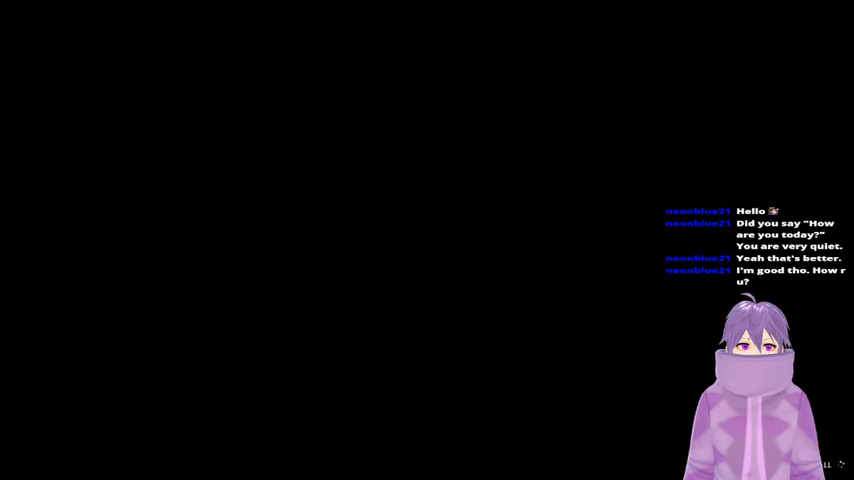 neonblue21 Hello
neonblue21 Did you say "How
are you today?"
You are very quiet.
neonblue21 Yeah that's better.
neonblue21 I'm good tho. How r
u?
LL